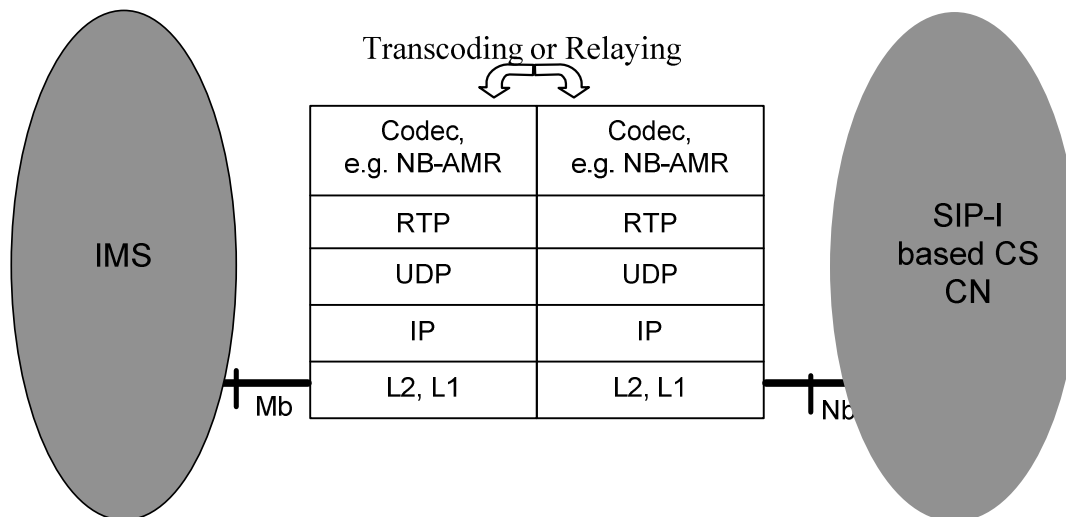 Transcoding or Relaying
Codec,
e.g. NB-AMR
Codec,
e.g. NB-AMR
RTP
RTP
UDP
UDP
IP
IP
L2, L1
L2, L1
IMS
Mb
SIP-I
based CS
CN
Nb